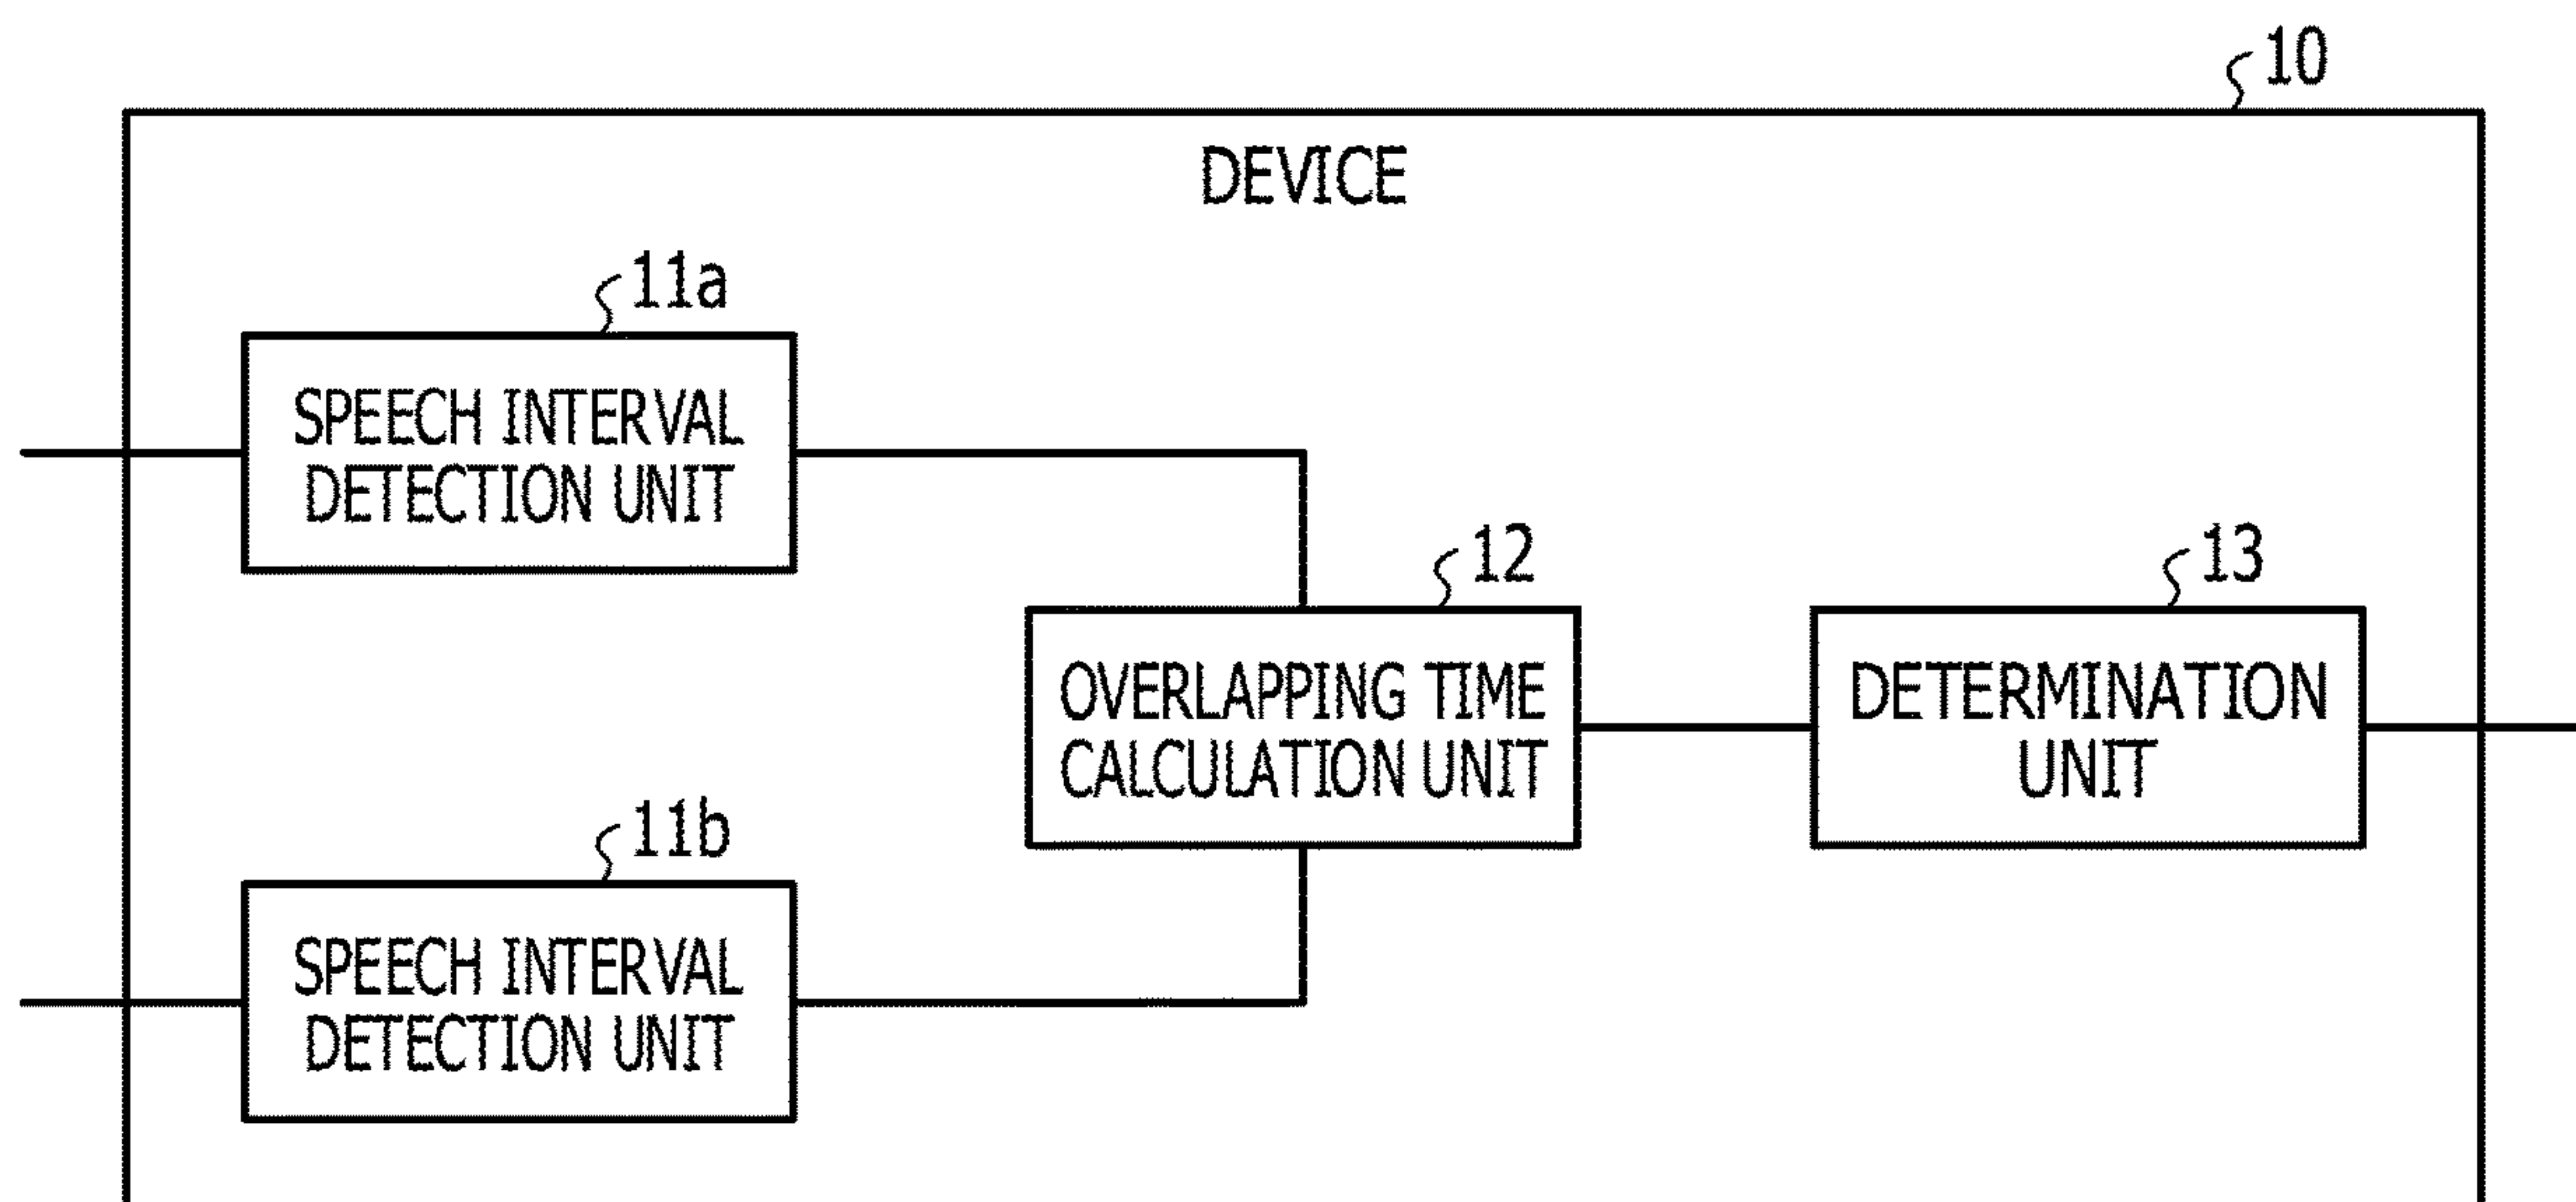 10
DEVICE
11a
SPEECH INTERVAL
DETECTION UNIT
12
OVERLAPPING TIME
CALCULATION UNIT
13
DETERMINATION
UNIT
11b
SPEECH INTERVAL
DETECTION UNIT